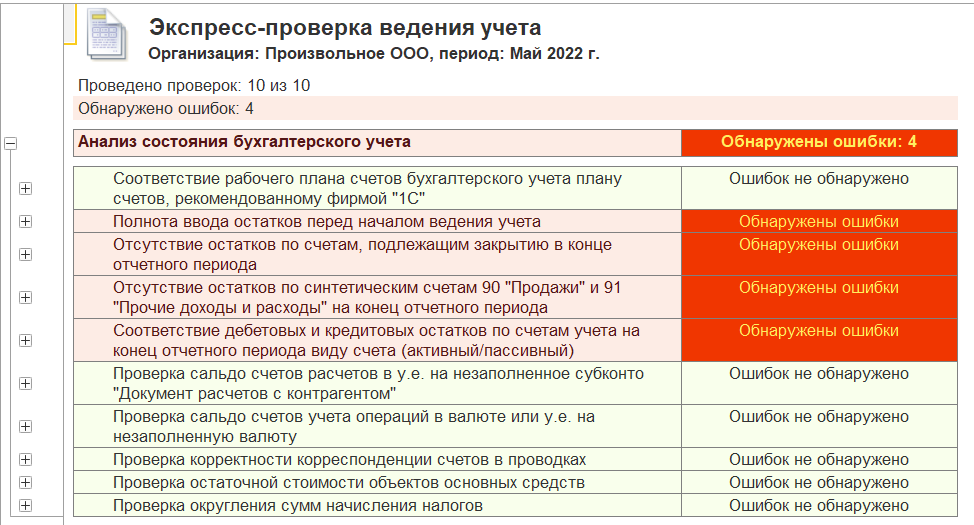 Экспресс-проверка ведения учета
Организация: Произвольное ООО, период: Май 2022 г.
Проведено проверок: 10 из 10
Обнаружено ошибок: 4
Анализ состояния бухгалтерского учета
Обнаружены ошибки: 4
Соответствие рабочего плана счетов бухгалтерского учета плану
счетов, рекомендованному фирмой "1С"
Ошибок не обнаружено
Полнота ввода остатков перед началом ведения учета
Обнаружены ошибки
Отсутствие остатков по счетам, подлежащим закрытию в конце
отчетного периода
Обнаружены ошибки
Отсутствие остатков по синтетическим счетам 90 "Продажи" и 91
"Прочие доходы и расходы" на конец отчетного периода
Обнаружены ошибки
Соответствие дебетовых и кредитовых остатков по счетам учета на
конец отчетного периода виду счета (активный/пассивный)
Обнаружены ошибки
Проверка сальдо счетов расчетов в у.е. на незаполненное субконто
"Документ расчетов с контрагентом"
Ошибок не обнаружено
Проверка сальдо счетов учета операций в валюте или у.е. на
незаполненную валюту
Ошибок не обнаружено
Проверка корректности корреспонденции счетов в проводках
Ошибок не обнаружено
Проверка остаточной стоимости объектов основных средств
Ошибок не обнаружено
Проверка округления сумм начисления налогов
Ошибок не обнаружено